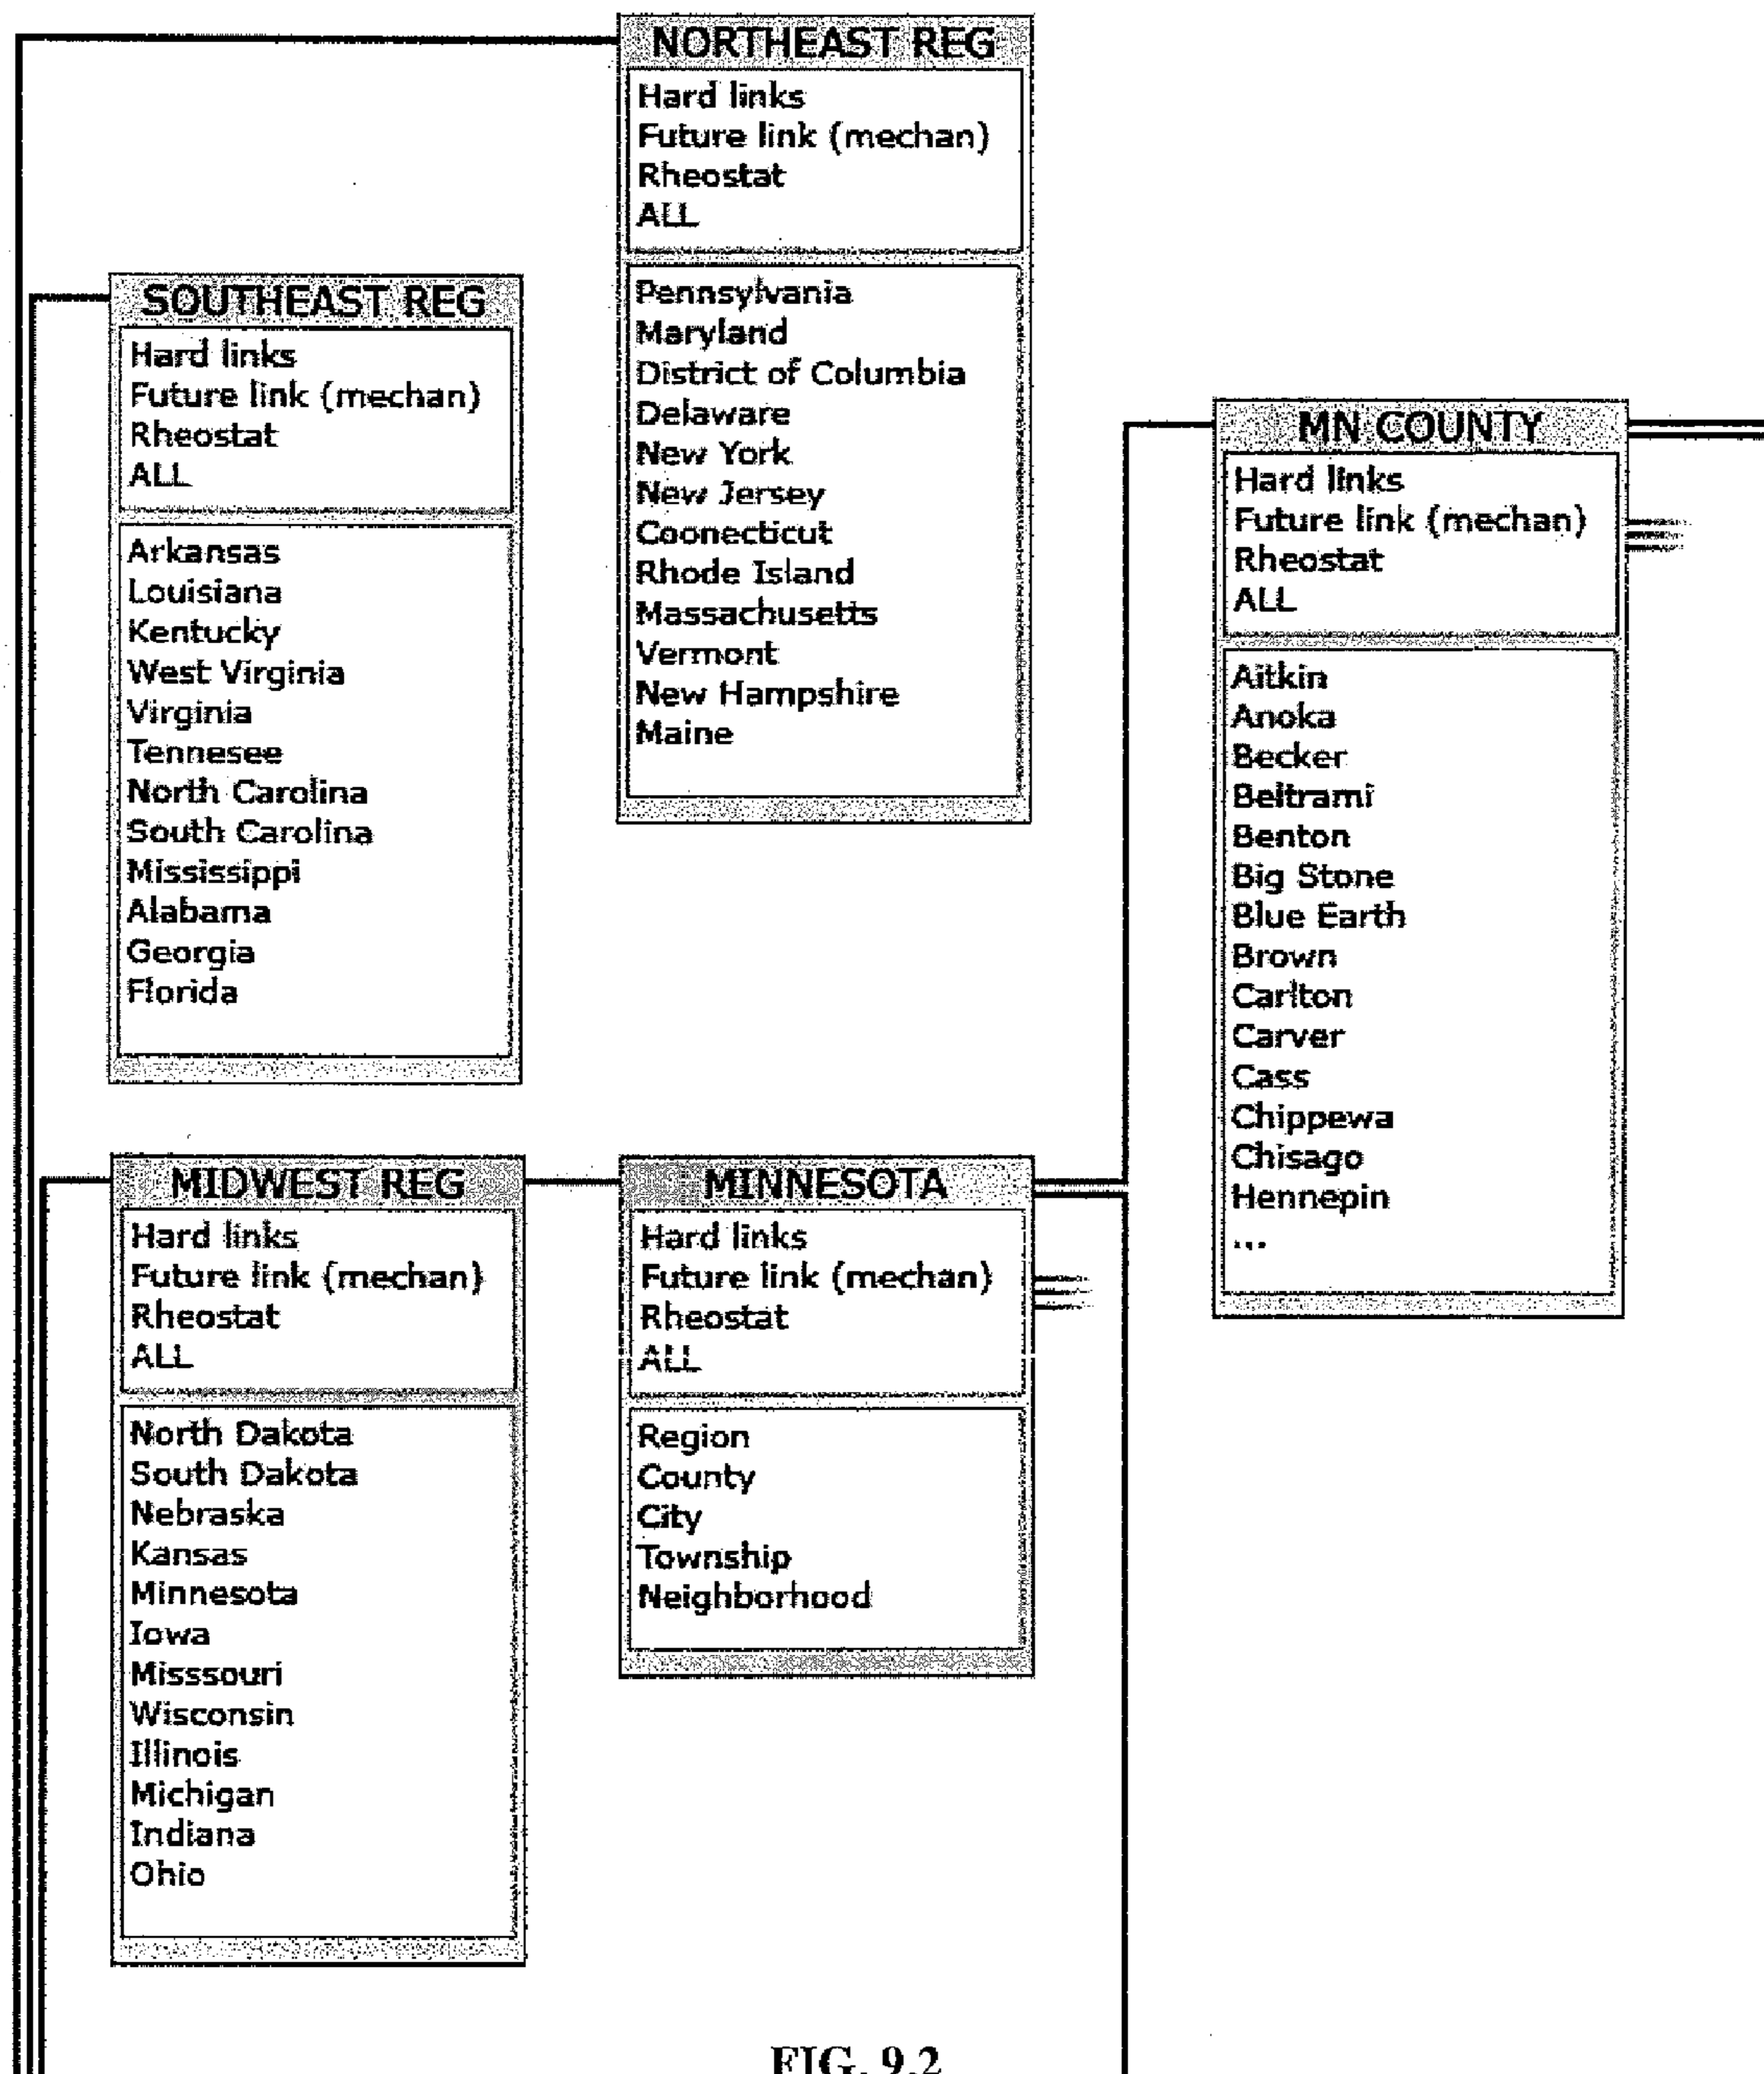 NORTHEAST REG
Hard links
Future link (mechan)
Rheostat
ALL
Pennsylvania
Maryland
District of Columbia
Delaware
New York
New Jersey
Coonecticut
Rhode Island
Massachusetts
Vermont
New Hampshire
Maine
SOUTHEAST REG
Hard links
Future link (mechan)
Rheostat
ALL
Arkansas
Louisiana
Kentucky
West Virginia
Virginia
Tennesee
North Carolina
South Carolina
Mississippi
Alabama
Georgia
Florida
MN COUNTY
Hard links
Future link (mechan)
Rheostat
ALL
Aitkin
Anoka
Becker
Beltrami
Benton
Big Stone
Blue Earth
Brown
Carlton
Carver
Cass
Chippewa
Chisago
Hennepin
...
MIDWEST REG
Hard links
Future link (mechan)
Rheostat
ALL
North Dakota
South Dakota
Nebraska
Kansas
Minnesota
Iowa
Misssouri
Wisconsin
Illinois
Michigan
Indiana
Ohio
MINNESOTA
Hard links
Future link (mechan)
Rheostat
ALL
Region
County
City
Township
Neighborhood
FIG. 9.2